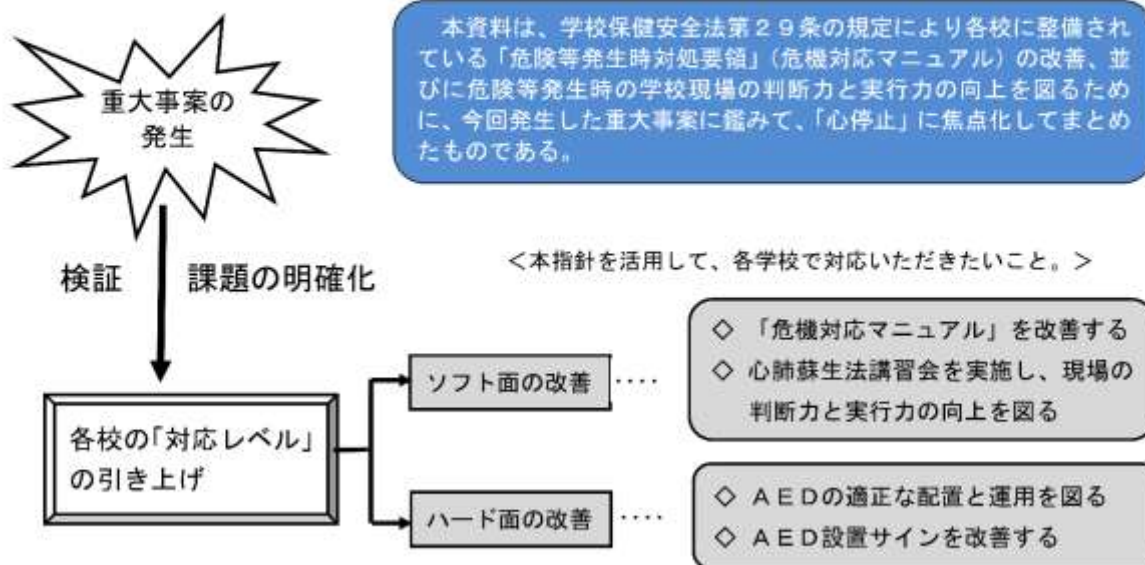 重大事案の
発生
本資料は、学校保健安全法第２９条の規定により各校に整備され
ている「危険等発生時対処要領」（危機対応マニュアル）の改善、並
びに危険等発生時の学校現場の判断力と実行力の向上を図るため
に、今回発生した重大事案に鑑みて、「心停止」に焦点化してまとめ
たものである。
検証　課題の明確化
＜本指針を活用して、各学校で対応いただきたいこと。＞
各校の「対応レベル」
の引き上げ
ソフト面の改善 ‥‥
◇ 「危機対応マニュアル」を改善する
◇ 心肺蘇生法講習会を実施し、現場の
判断力と実行力の向上を図る
ハード面の改善 ‥‥
◇ ＡＥＤの適正な配置と運用を図る
◇ ＡＥＤ設置サインを改善する